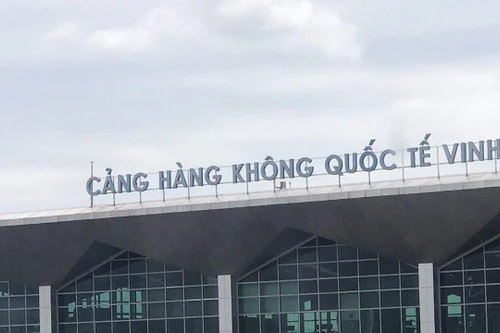 CẢNG HÀNG KHÔNG QUỐC TẾ VINH